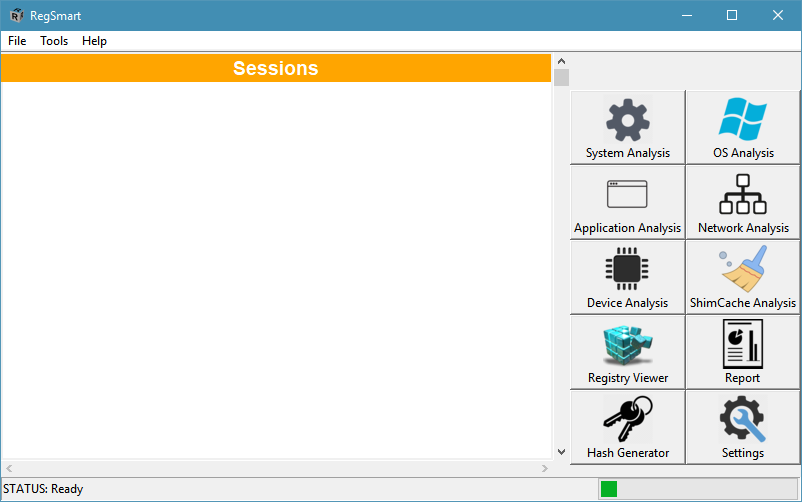 RegSmart
File Tools Help
Sessions
System Analysis
OS Analysis
Application Analysis
Network Analysis
Device Analysis
ShimCache Analysis
Registry Viewer
Report
Hash Generator
Settings
STATUS: Ready